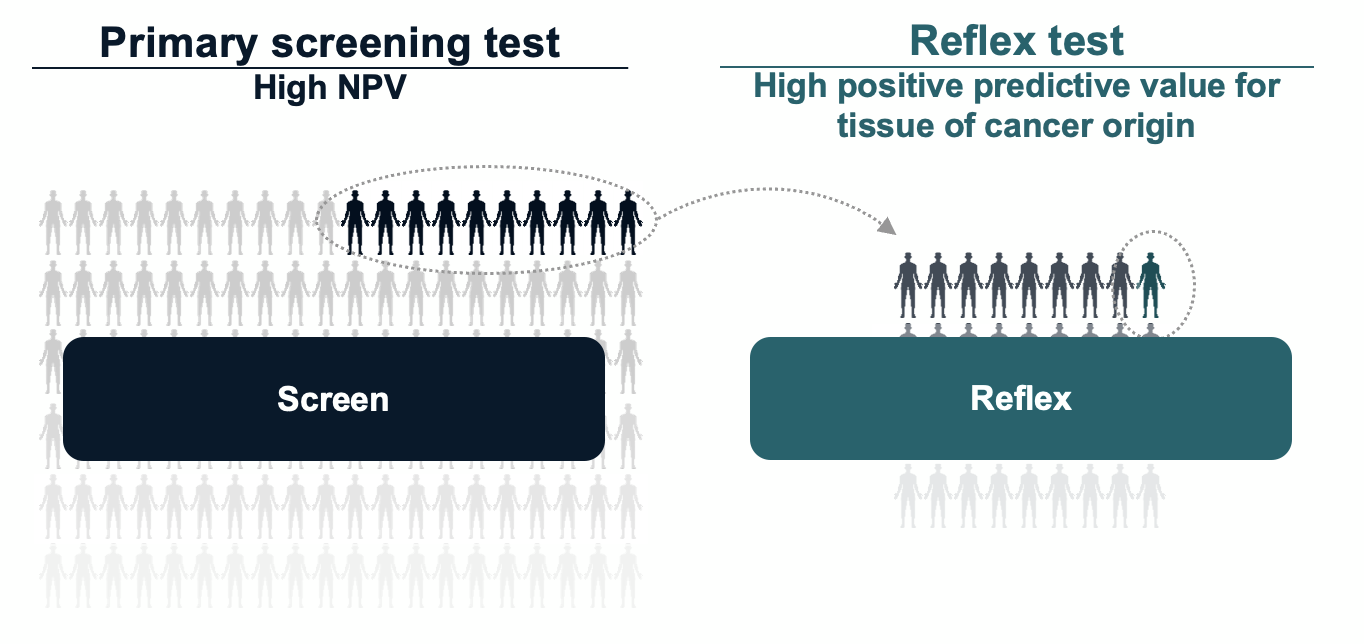 Primary screening test
High NPV
Reflex test
High positive predictive value for
tissue of cancer origin
Screen
Reflex